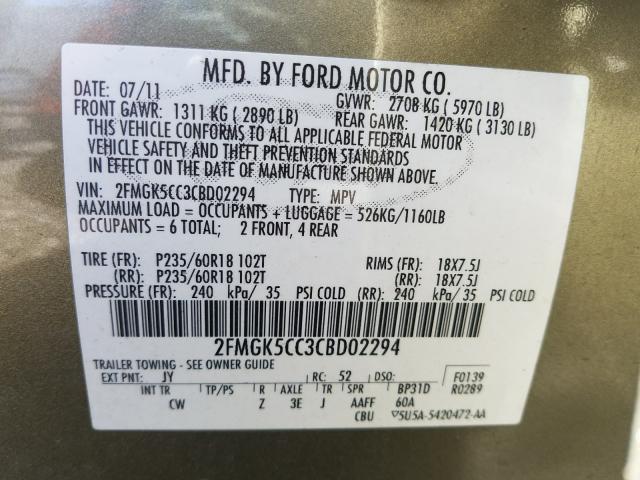 MFD. BY FORD MOTOR CO.
DATE: 07/11 GVWR: 2708 KG ( 5970 LB)
FRONT GAWR: 1311 KG ( 2890 LB) REAR GAWR: 1420 KG ( 3130 LB)
THIS VEHICLE CONFORMS TO ALL APPLICABLE FEDERAL MOTOR
VEHICLE SAFETY AND THEFT PREVENTION STANDARDS
IN EFFECT ON THE DATE OF MANUFACTURE SHOWN ABOVE.
VIN: 2FMGK5CC3CBD02294 TYPE: MPV
MAXIMUM LOAD = OCCUPANTS + LUGGAGE = 526KG/1160LB
OCCUPANTS = 6 TOTAL; 2 FRONT, 4 REAR
TIRE (FR): P235/60R18 102T RIMS (FR): 18X7.5J
(RR): P235/60R18 102T (RR): 18X7.5J
PRESSURE (FR): 240 kPa/ 35 PSI COLD (RR): 240 kPa/ 35 PSI COLD
2FMGK5CC3CBD02294
TRAILER TOWING - SEE OWNER GUIDE
EXT PNT: JY RC: 52 DSO: F0139
INT TR TP/PS R AXLE TR SPR BP31D R0289
CW Z 3E J AAFF 60A
CBU 5U5A-5420472-AA